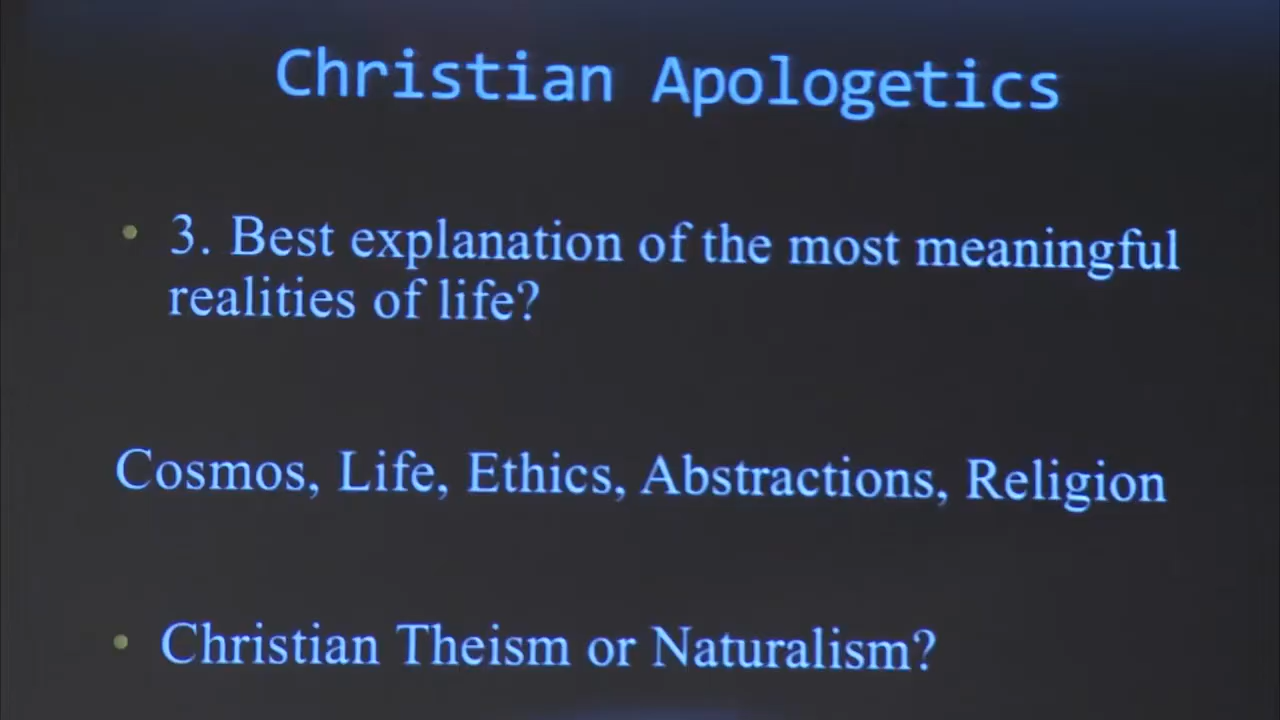 Christian Apologetics
• 3. Best explanation of the most meaningful
realities of life?
Cosmos, Life, Ethics, Abstractions, Religion
• Christian Theism or Naturalism?